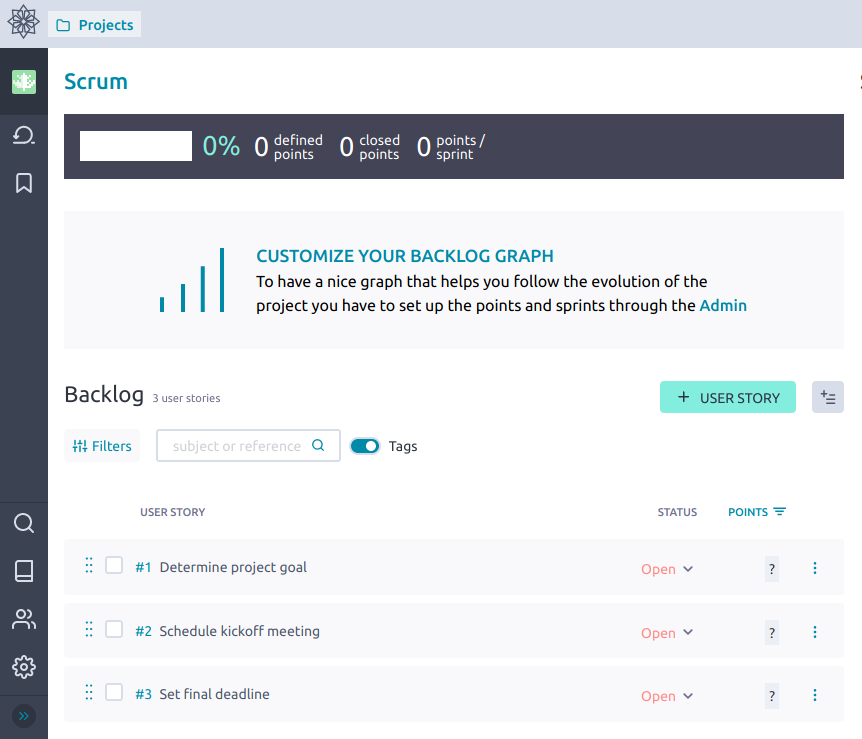 Projects
Scrum
0% 0 defined points 0 closed points 0 points / sprint
CUSTOMIZE YOUR BACKLOG GRAPH
To have a nice graph that helps you follow the evolution of the
project you have to set up the points and sprints through the Admin
Backlog 3 user stories
+ USER STORY
Filters
subject or reference
Tags
USER STORY STATUS POINTS
#1 Determine project goal Open ?
#2 Schedule kickoff meeting Open ?
#3 Set final deadline Open ?